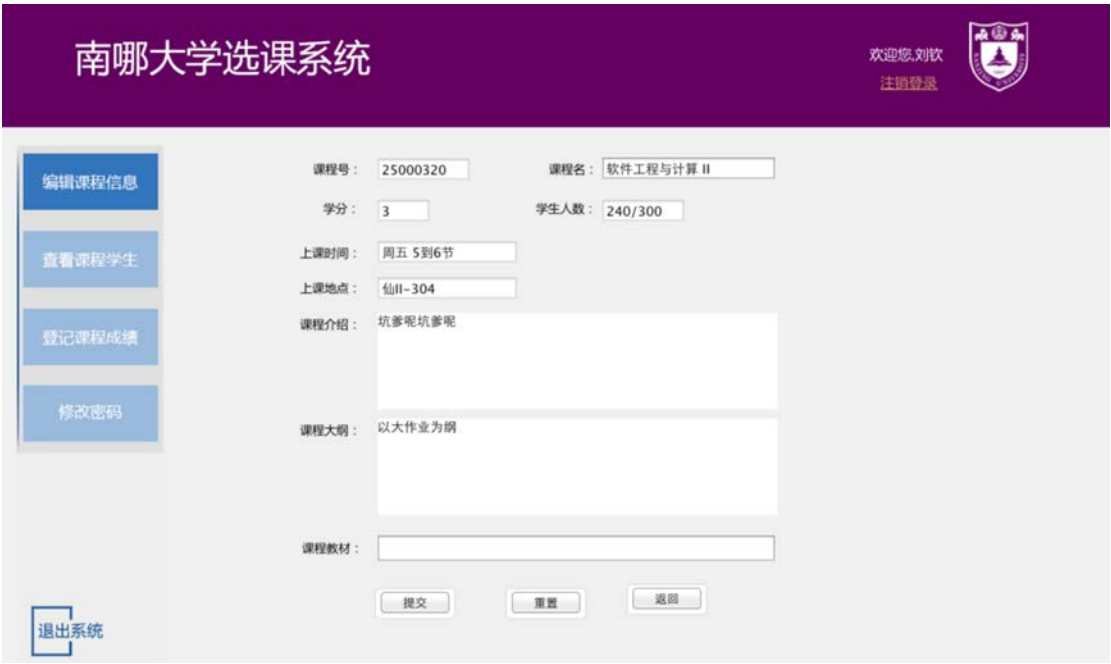 南哪大学选课系统
欢迎您,刘钦
注销登录
编辑课程信息
查看课程学生
登记课程成绩
修改密码
退出系统
课程号： 25000320 课程名： 软件工程与计算 II
学分： 3 学生人数： 240/300
上课时间： 周五 5到6节
上课地点： 仙II-304
课程介绍： 坑爹呢坑爹呢
课程大纲： 以大作业为纲
课程教材：
提交 重置 返回